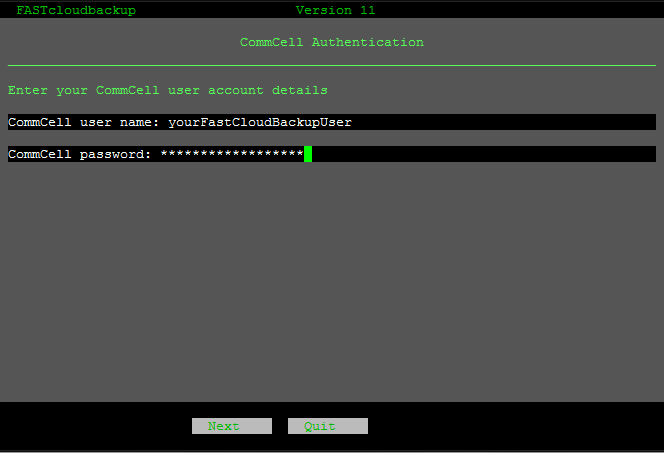 FASTcloudbackup Version 11
CommCell Authentication
Enter your CommCell user account details
CommCell user name: yourFastCloudBackupUser
CommCell password: ******************
Next Quit